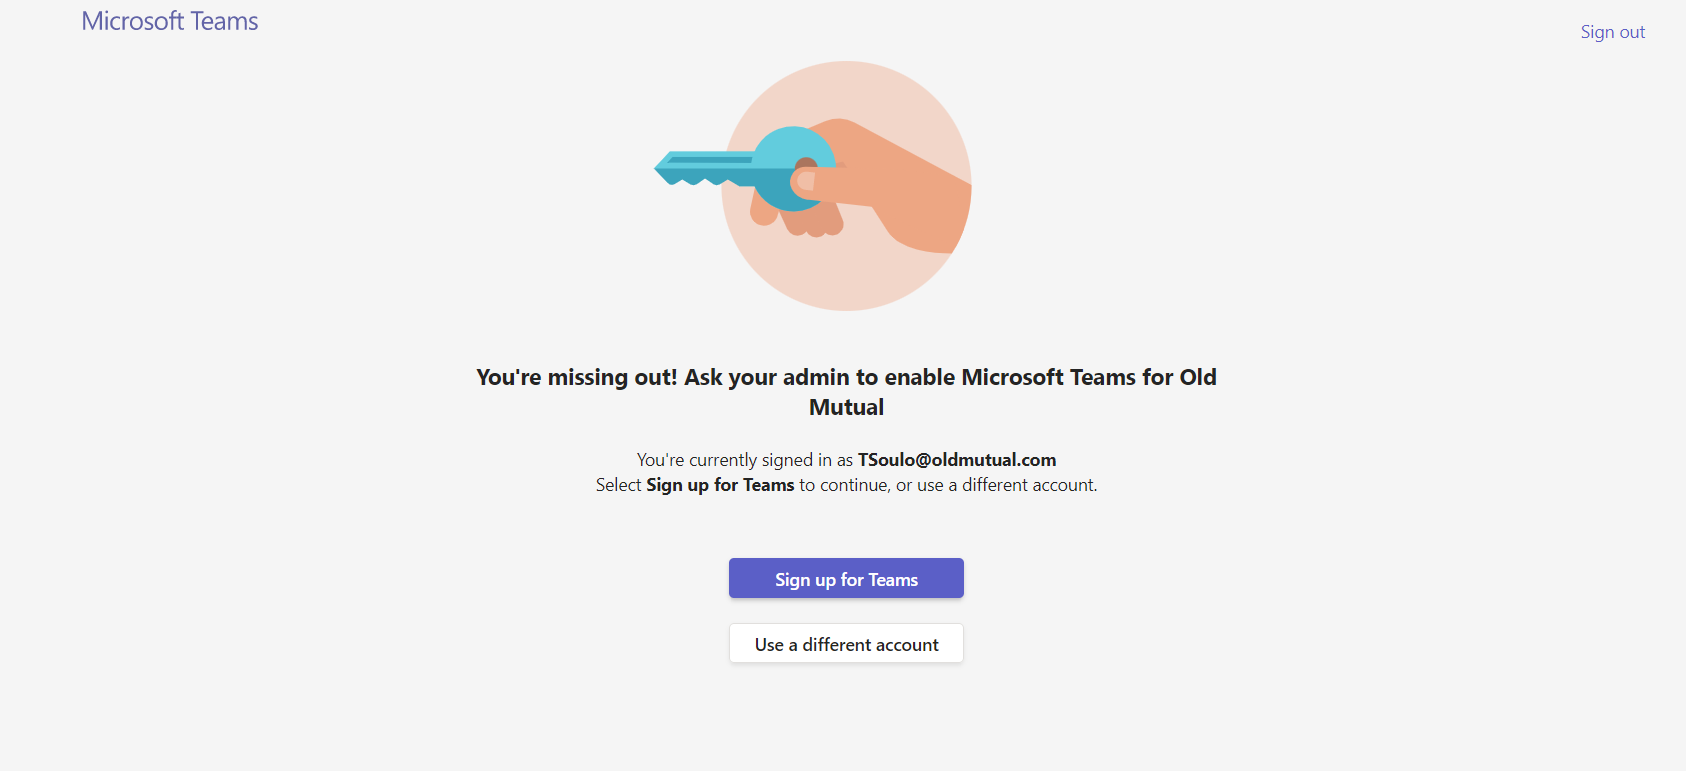 Microsoft Teams
Sign out
You're missing out! Ask your admin to enable Microsoft Teams for Old
Mutual
You're currently signed in as TSoulo@oldmutual.com
Select Sign up for Teams to continue, or use a different account.
Sign up for Teams
Use a different account